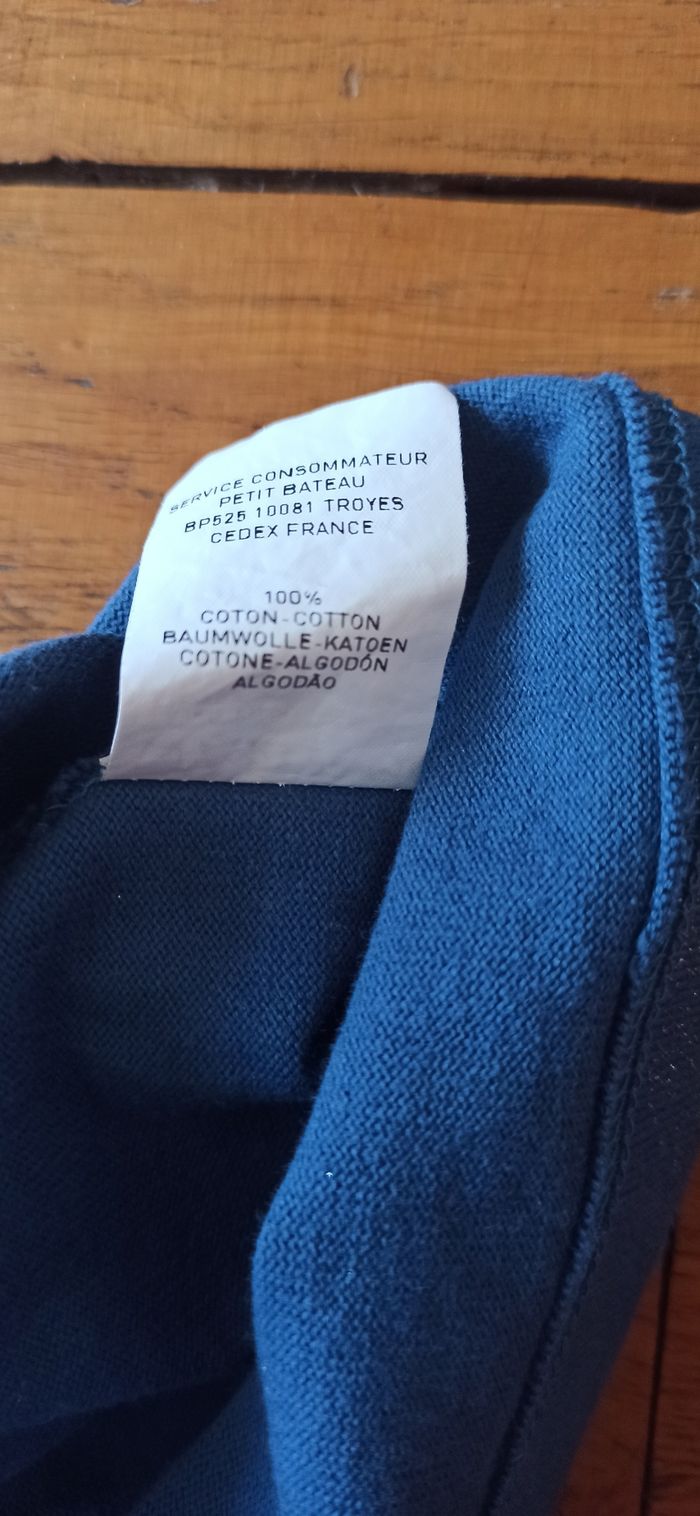 SERVICE CONSOMMATEUR
PETIT BATEAU
BP525 10081 TROYES
CEDEX FRANCE
100%
COTON-COTTON
BAUMWOLLE-KATOEN
COTONE-ALGODÓN
ALGODÃO